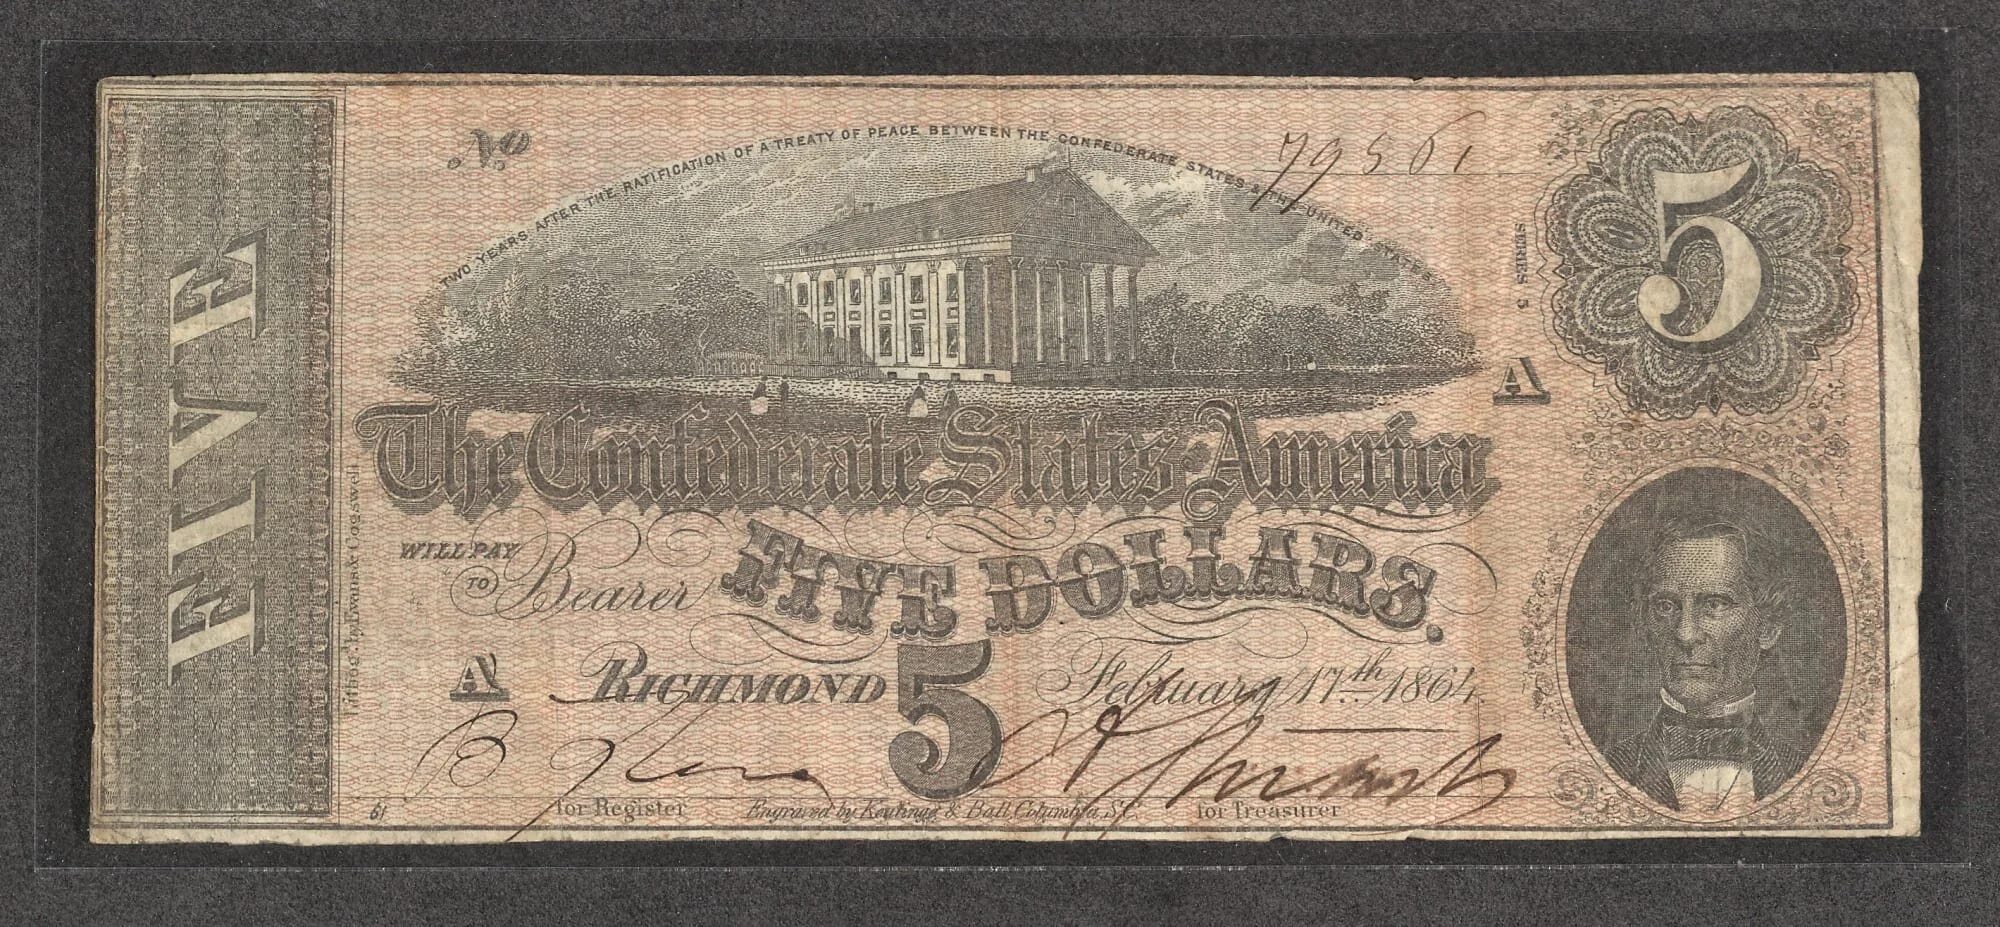 No
79561
TWO YEARS AFTER THE RATIFICATION OF A TREATY OF PEACE BETWEEN THE CONFEDERATE STATES & THE UNITED STATES
5
SERIES 5
A
FIVE
The Confederate States of America
WILL PAY
TO Bearer FIVE DOLLARS.
A RICHMOND 5 February 17th 1864
Lithog'd by Evans & Cogswell
61
for Register
Engraved by Keatinge & Ball, Columbia, S.C.
for Treasurer